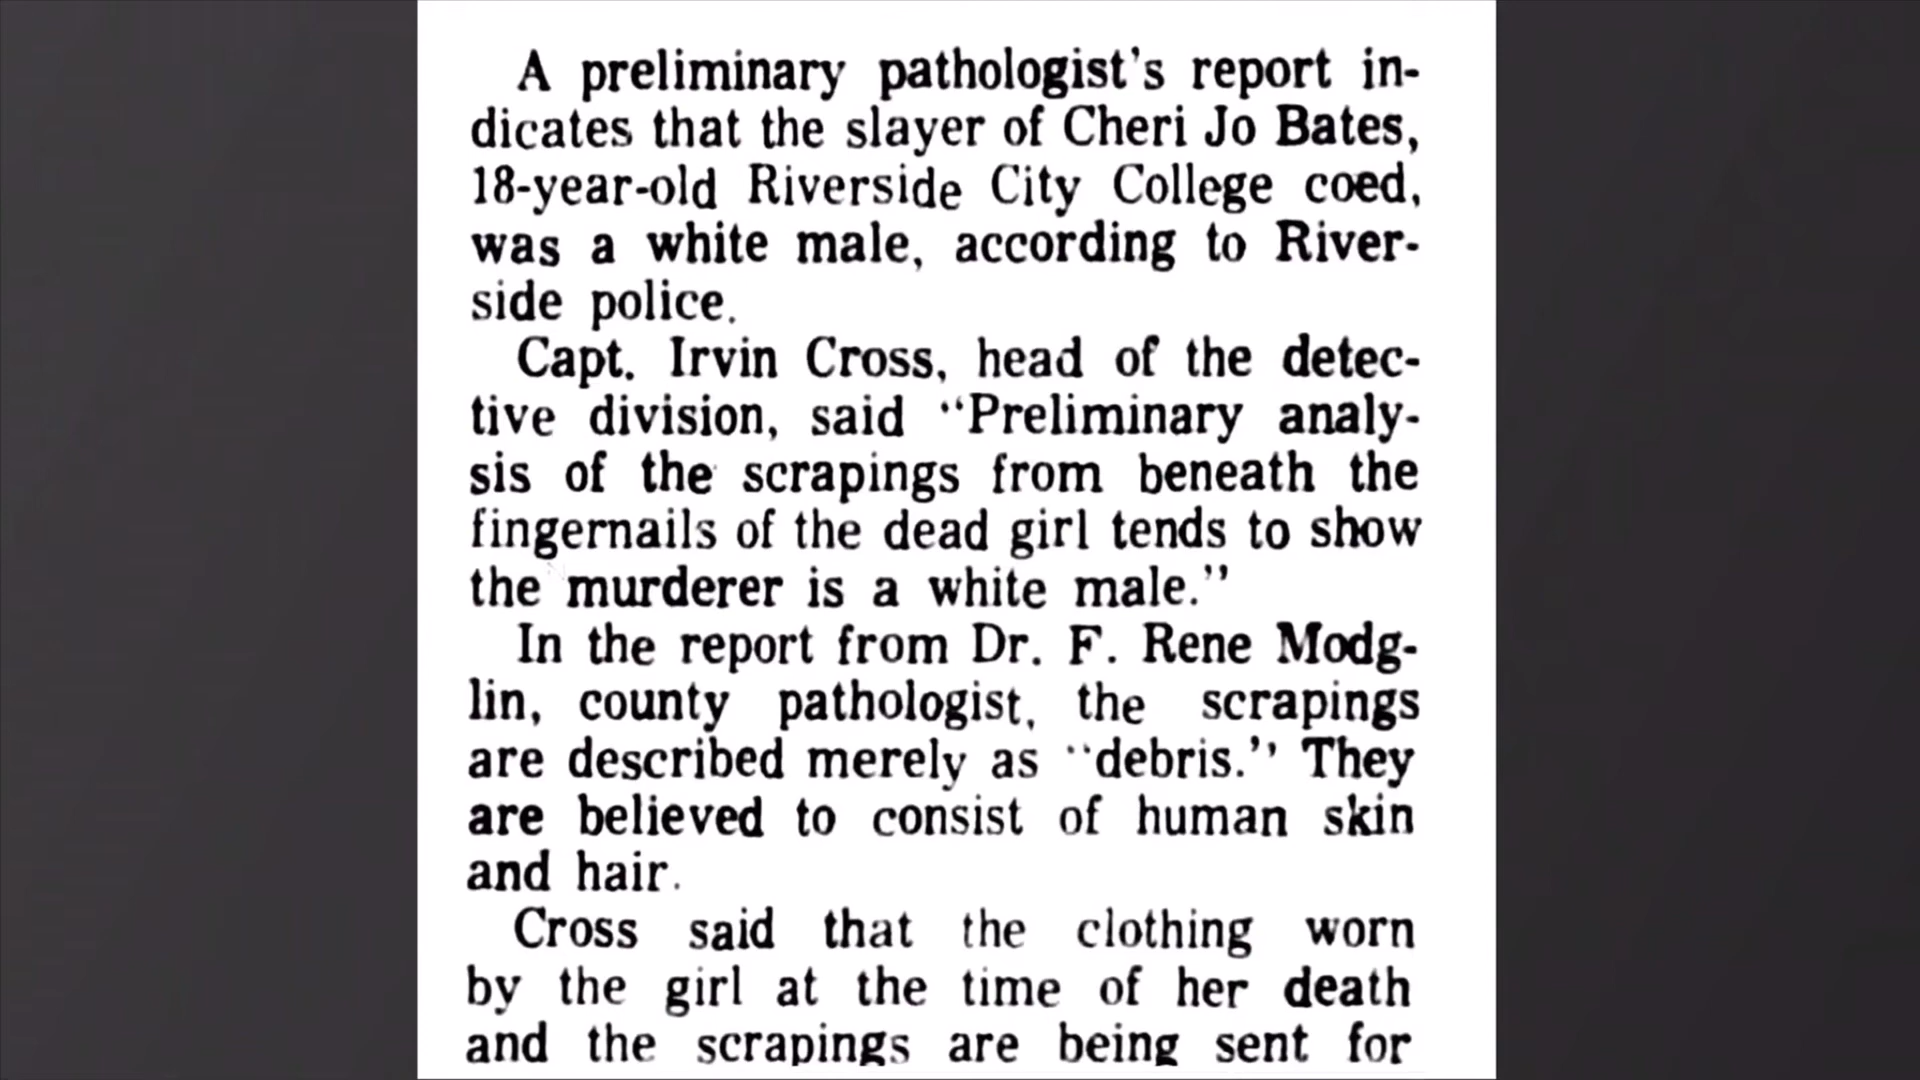 A preliminary pathologist's report in-
dicates that the slayer of Cheri Jo Bates,
18-year-old Riverside City College coed,
was a white male, according to River-
side police.
Capt. Irvin Cross, head of the detec-
tive division, said "Preliminary analy-
sis of the scrapings from beneath the
fingernails of the dead girl tends to show
the murderer is a white male."
In the report from Dr. F. Rene Modg-
lin, county pathologist, the scrapings
are described merely as "debris." They
are believed to consist of human skin
and hair.
Cross said that the clothing worn
by the girl at the time of her death
and the scrapings are being sent for